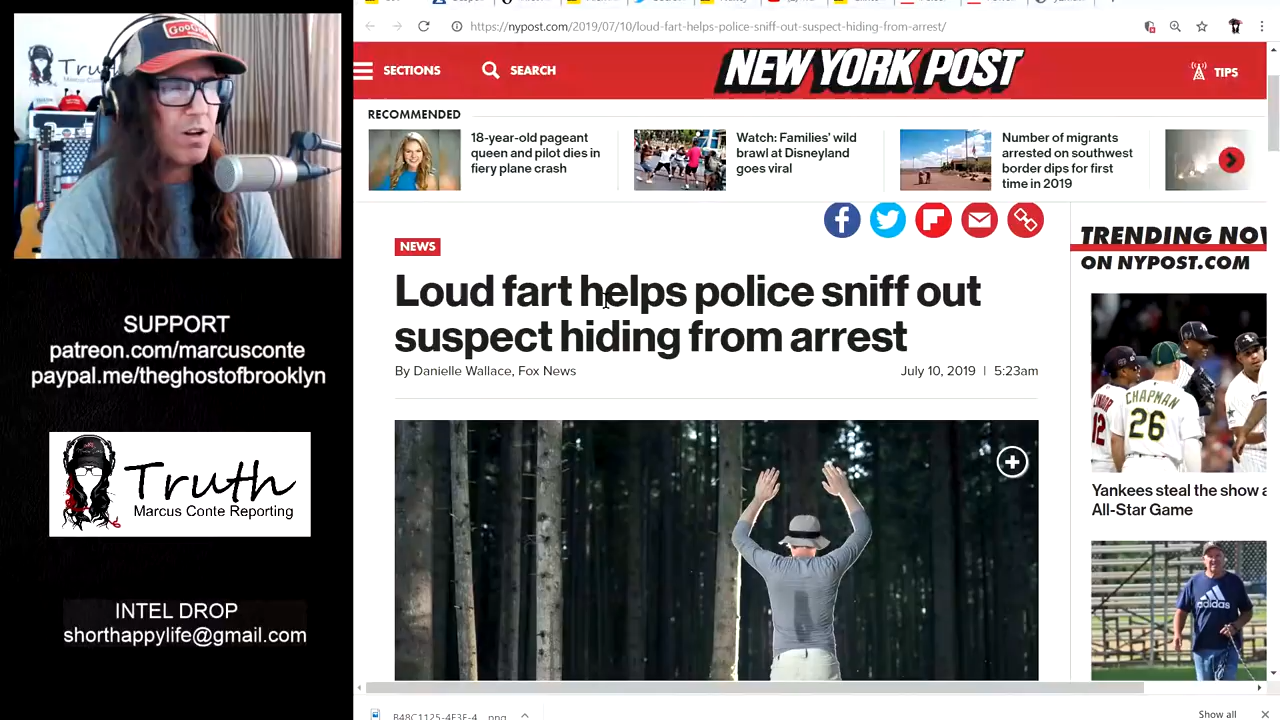 https://nypost.com/2019/07/10/loud-fart-helps-police-sniff-out-suspect-hiding-from-arrest/
SECTIONS
SEARCH
NEW YORK POST
TIPS
RECOMMENDED
18-year-old pageant
queen and pilot dies in
fiery plane crash
Watch: Families' wild
brawl at Disneyland
goes viral
Number of migrants
arrested on southwest
border dips for first
time in 2019
NEWS
Loud fart helps police sniff out
suspect hiding from arrest
By Danielle Wallace, Fox News
July 10, 2019 | 5:23am
TRENDING NOW
ON NYPOST.COM
CHAPMAN
26
12
Yankees steal the show a
All-Star Game
adidas
Truth
Marcus Conte
SUPPORT
patreon.com/marcusconte
paypal.me/theghostofbrooklyn
Truth
Marcus Conte Reporting
INTEL DROP
shorthappylife@gmail.com
Show all